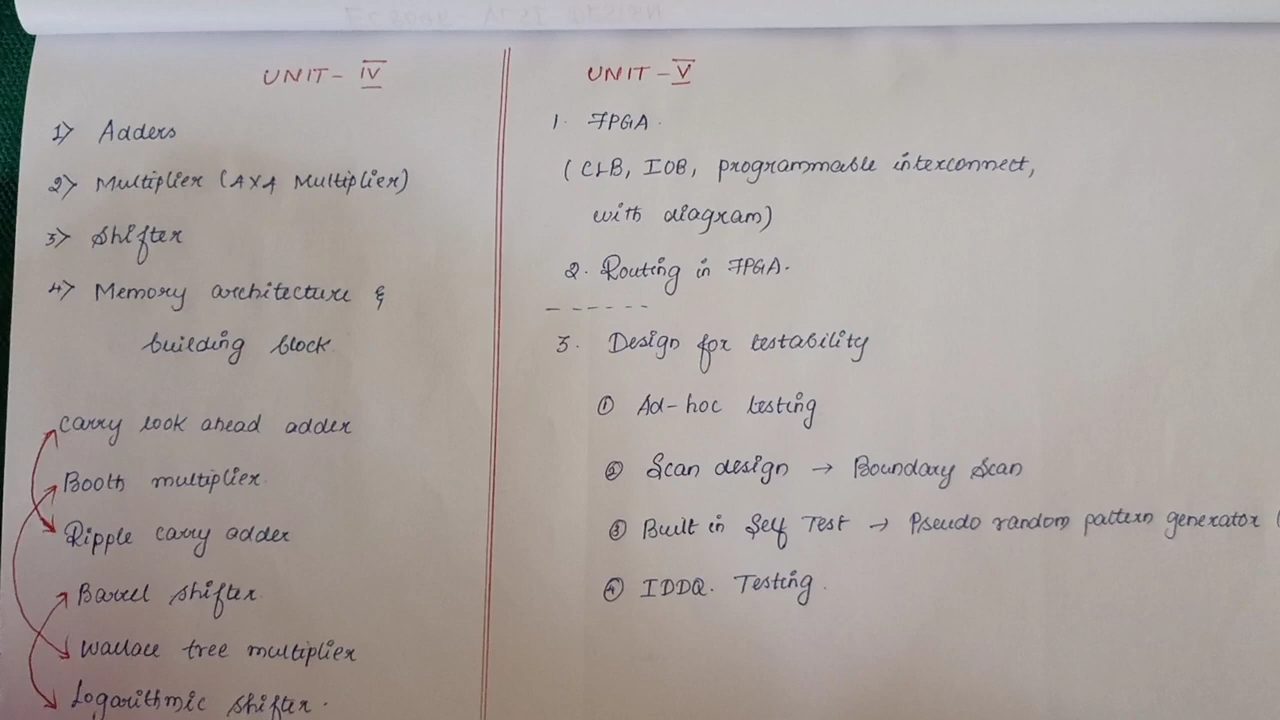 UNIT - IV
1) Adders
2) Multiplier (4x4 Multiplier)
3) Shifter
4) Memory architecture &
building block
Carry look ahead adder
Booth multiplier.
Ripple carry adder
Barrel shifter
Wallace tree multiplier
Logarithmic shifter.
UNIT - V
1. FPGA.
(CLB, IOB, programmable interconnect,
with diagram)
2. Routing in FPGA.
3. Design for testability
① Ad-hoc testing
② Scan design → Boundary Scan
③ Built in Self Test → Pseudo random pattern generator (
④ IDDQ. Testing.